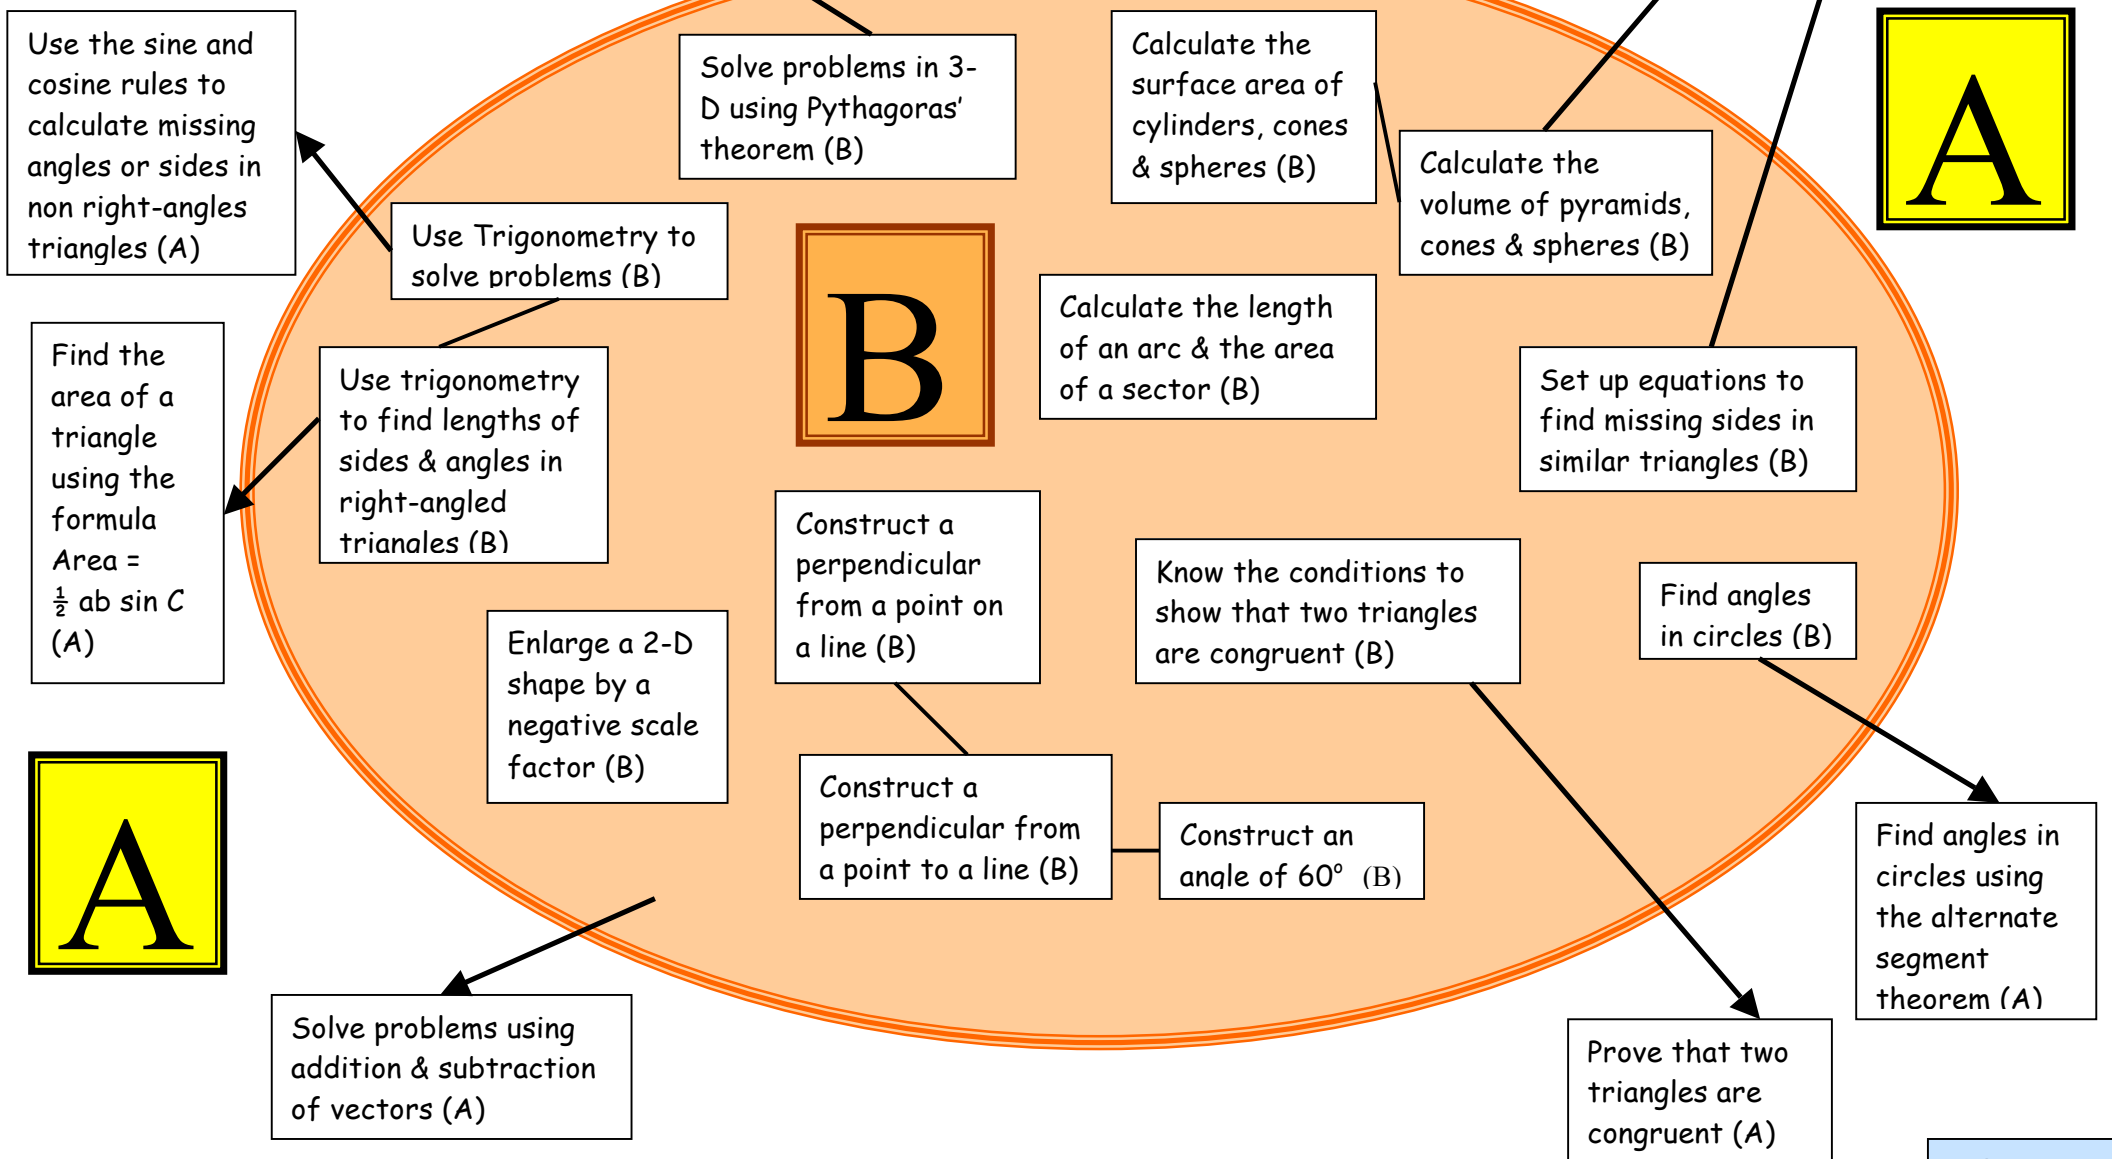 Use the sine and
cosine rules to
calculate missing
angles or sides in
non right-angles
triangles (A)
Solve problems in 3-
D using Pythagoras’
theorem (B)
Calculate the
surface area of
cylinders, cones
& spheres (B)
A
Calculate the
volume of pyramids,
cones & spheres (B)
Use Trigonometry to
solve problems (B)
B
Calculate the length
of an arc & the area
of a sector (B)
Find the
area of a
triangle
using the
formula
Area =
½ ab sin C
(A)
Use trigonometry
to find lengths of
sides & angles in
right-angled
triangles (B)
Set up equations to
find missing sides in
similar triangles (B)
Construct a
perpendicular
from a point on
a line (B)
Know the conditions to
show that two triangles
are congruent (B)
Find angles
in circles (B)
Enlarge a 2-D
shape by a
negative scale
factor (B)
A
Construct a
perpendicular from
a point to a line (B)
Construct an
angle of 60° (B)
Find angles in
circles using
the alternate
segment
theorem (A)
Solve problems using
addition & subtraction
of vectors (A)
Prove that two
triangles are
congruent (A)